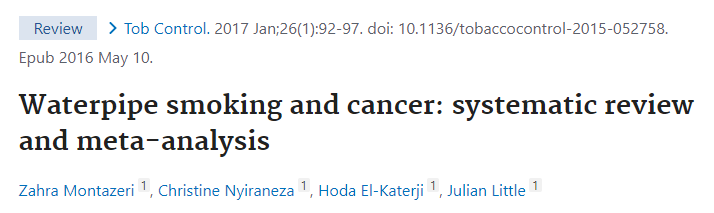 Review > Tob Control. 2017 Jan;26(1):92-97. doi: 10.1136/tobaccocontrol-2015-052758.
Epub 2016 May 10.
Waterpipe smoking and cancer: systematic review
and meta-analysis
Zahra Montazeri 1, Christine Nyiraneza 1, Hoda El-Katerji 1, Julian Little 1